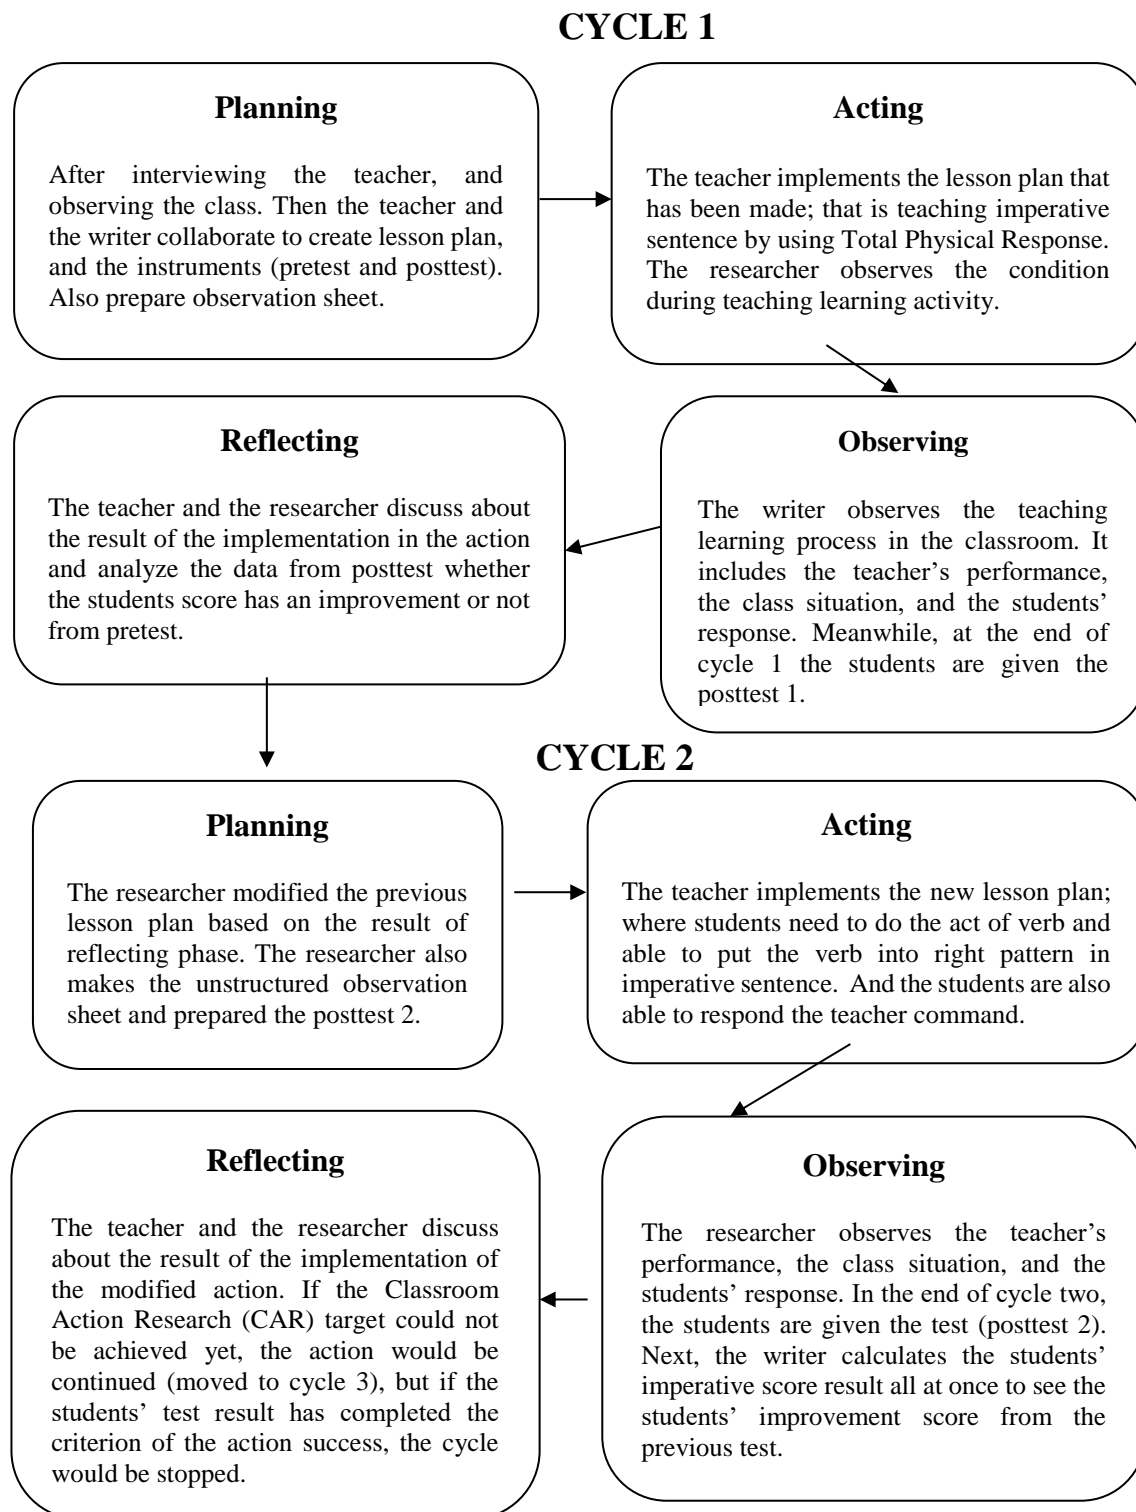 CYCLE 1
Planning
After interviewing the teacher, and
observing the class. Then the teacher and
the writer collaborate to create lesson plan,
and the instruments (pretest and posttest).
Also prepare observation sheet.
Acting
The teacher implements the lesson plan that
has been made; that is teaching imperative
sentence by using Total Physical Response.
The researcher observes the condition
during teaching learning activity.
Observing
The writer observes the teaching
learning process in the classroom. It
includes the teacher’s performance,
the class situation, and the students’
response. Meanwhile, at the end of
cycle 1 the students are given the
posttest 1.
Reflecting
The teacher and the researcher discuss about
the result of the implementation in the action
and analyze the data from posttest whether
the students score has an improvement or not
from pretest.
CYCLE 2
Planning
The researcher modified the previous
lesson plan based on the result of
reflecting phase. The researcher also
makes the unstructured observation
sheet and prepared the posttest 2.
Acting
The teacher implements the new lesson plan;
where students need to do the act of verb and
able to put the verb into right pattern in
imperative sentence. And the students are also
able to respond the teacher command.
Observing
The researcher observes the teacher’s
performance, the class situation, and the
students’ response. In the end of cycle two,
the students are given the test (posttest 2).
Next, the writer calculates the students’
imperative score result all at once to see the
students’ improvement score from the
previous test.
Reflecting
The teacher and the researcher discuss
about the result of the implementation of
the modified action. If the Classroom
Action Research (CAR) target could not
be achieved yet, the action would be
continued (moved to cycle 3), but if the
students’ test result has completed the
criterion of the action success, the cycle
would be stopped.